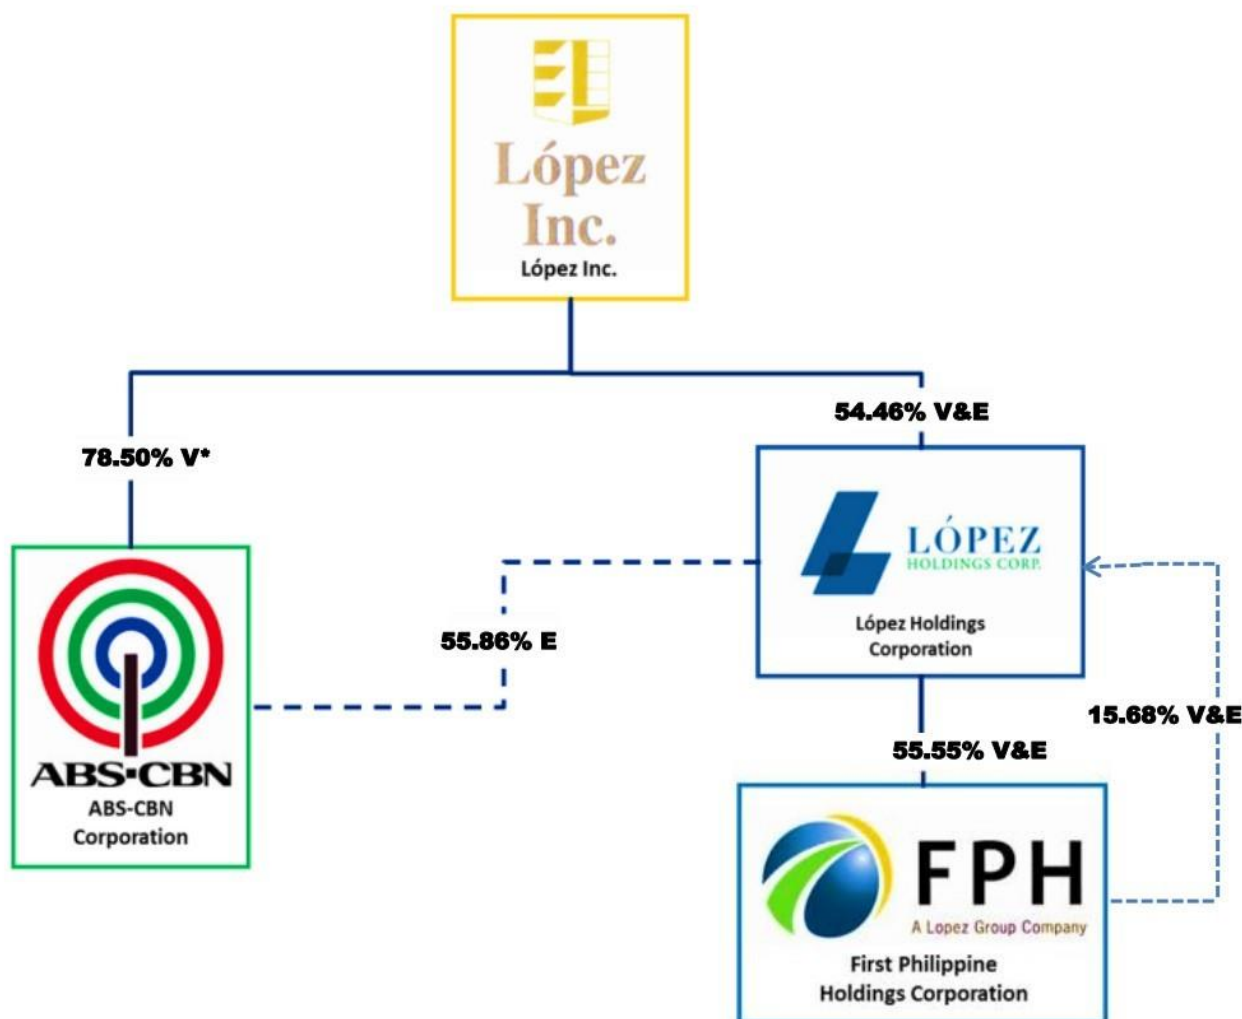 López
Inc.
López Inc.
54.46% V&E
78.50% V*
LÓPEZ
HOLDINGS CORP.
López Holdings
Corporation
55.86% E
15.68% V&E
55.55% V&E
ABS-CBN
ABS-CBN
Corporation
FPH
A Lopez Group Company
First Philippine
Holdings Corporation